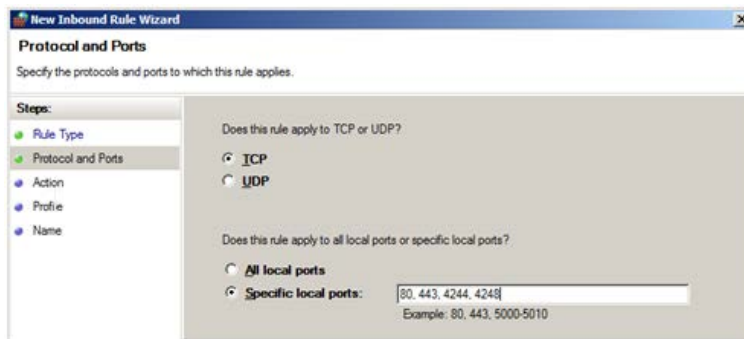 New Inbound Rule Wizard
Protocol and Ports
Specify the protocols and ports to which this rule applies.
Steps:
Rule Type
Protocol and Ports
Action
Profile
Name
Does this rule apply to TCP or UDP?
TCP
UDP
Does this rule apply to all local ports or specific local ports?
All local ports
Specific local ports: 80, 443, 4244, 4248
Example: 80, 443, 5000-5010